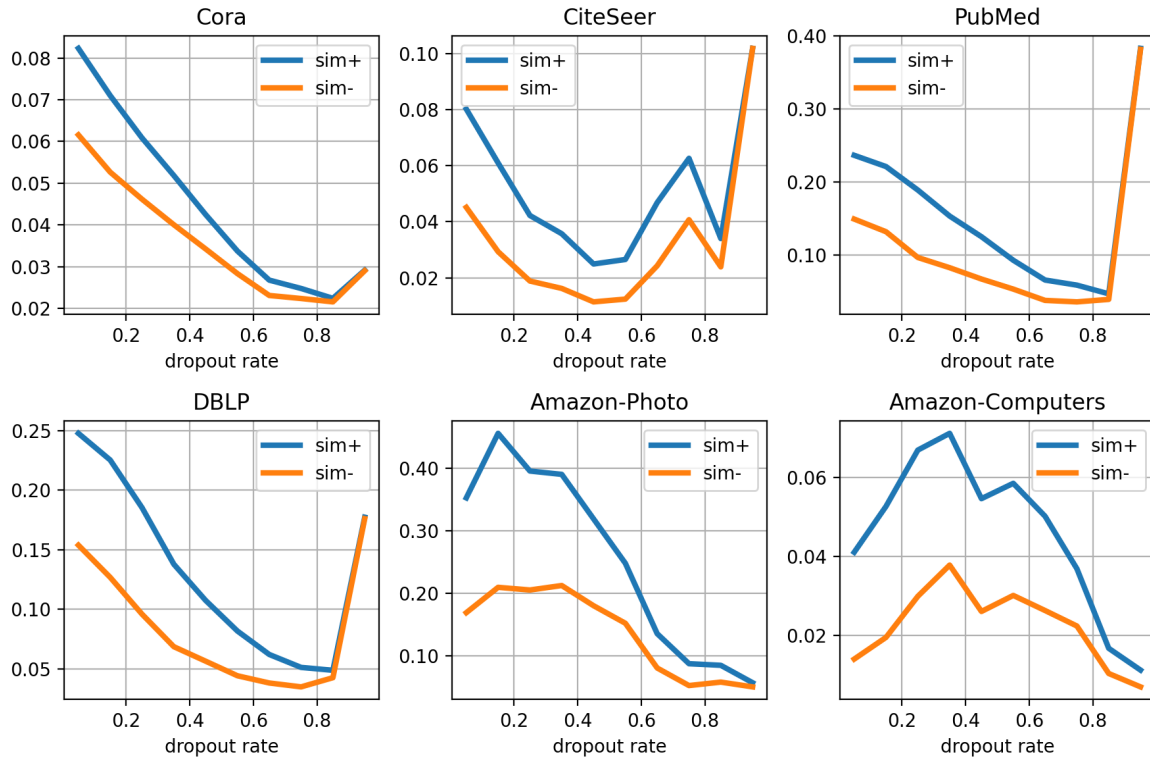 Cora
0.08
0.07
0.06
0.05
0.04
0.03
0.02
sim+
sim-
0.2 0.4 0.6 0.8
dropout rate
CiteSeer
0.10
0.08
0.06
0.04
0.02
sim+
sim-
0.2 0.4 0.6 0.8
dropout rate
PubMed
0.40
0.30
0.20
0.10
sim+
sim-
0.2 0.4 0.6 0.8
dropout rate
DBLP
0.25
0.20
0.15
0.10
0.05
sim+
sim-
0.2 0.4 0.6 0.8
dropout rate
Amazon-Photo
0.40
0.30
0.20
0.10
sim+
sim-
0.2 0.4 0.6 0.8
dropout rate
Amazon-Computers
0.06
0.04
0.02
sim+
sim-
0.2 0.4 0.6 0.8
dropout rate